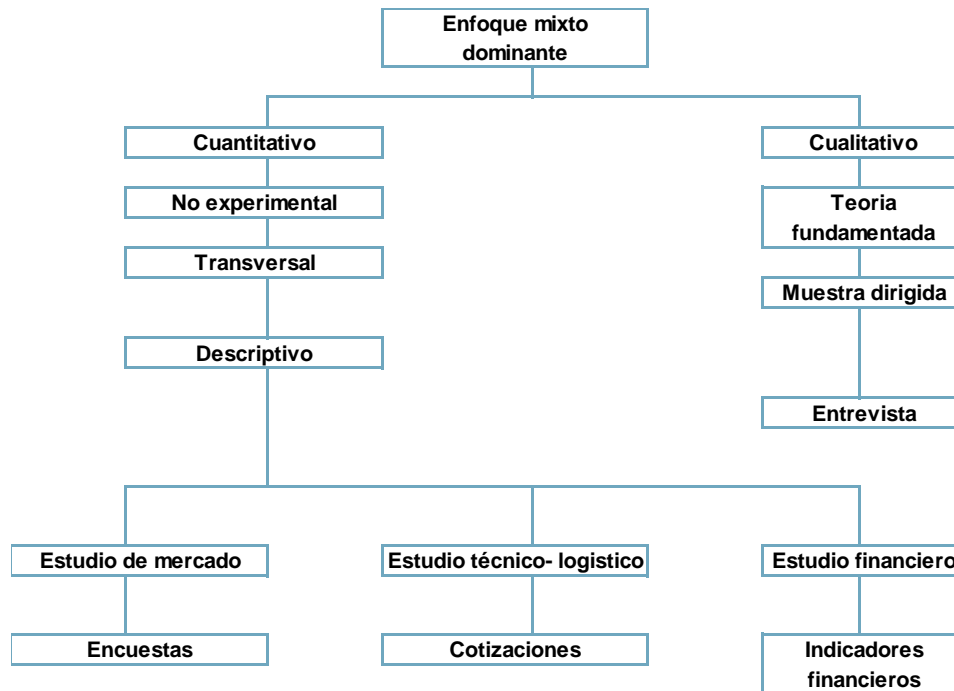 Enfoque mixto
dominante
Cuantitativo
Cualitativo
No experimental
Teoria
fundamentada
Transversal
Muestra dirigida
Descriptivo
Entrevista
Estudio de mercado
Estudio técnico- logistico
Estudio financiero
Encuestas
Cotizaciones
Indicadores
financieros